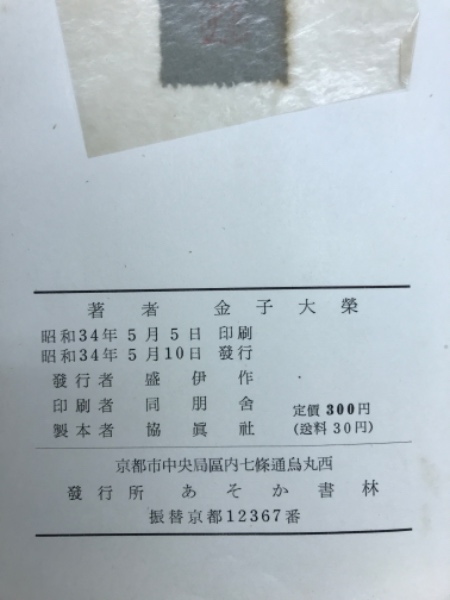 著者 金子大榮
昭和34年5月5日 印刷
昭和34年5月10日 發行
發行者 盛伊作
印刷者 同朋舎
定價 300円
製本者 協眞社
(送料30円)
京都市中央局區内七條通烏丸西
發行所 あそか書林
振替京都12367番